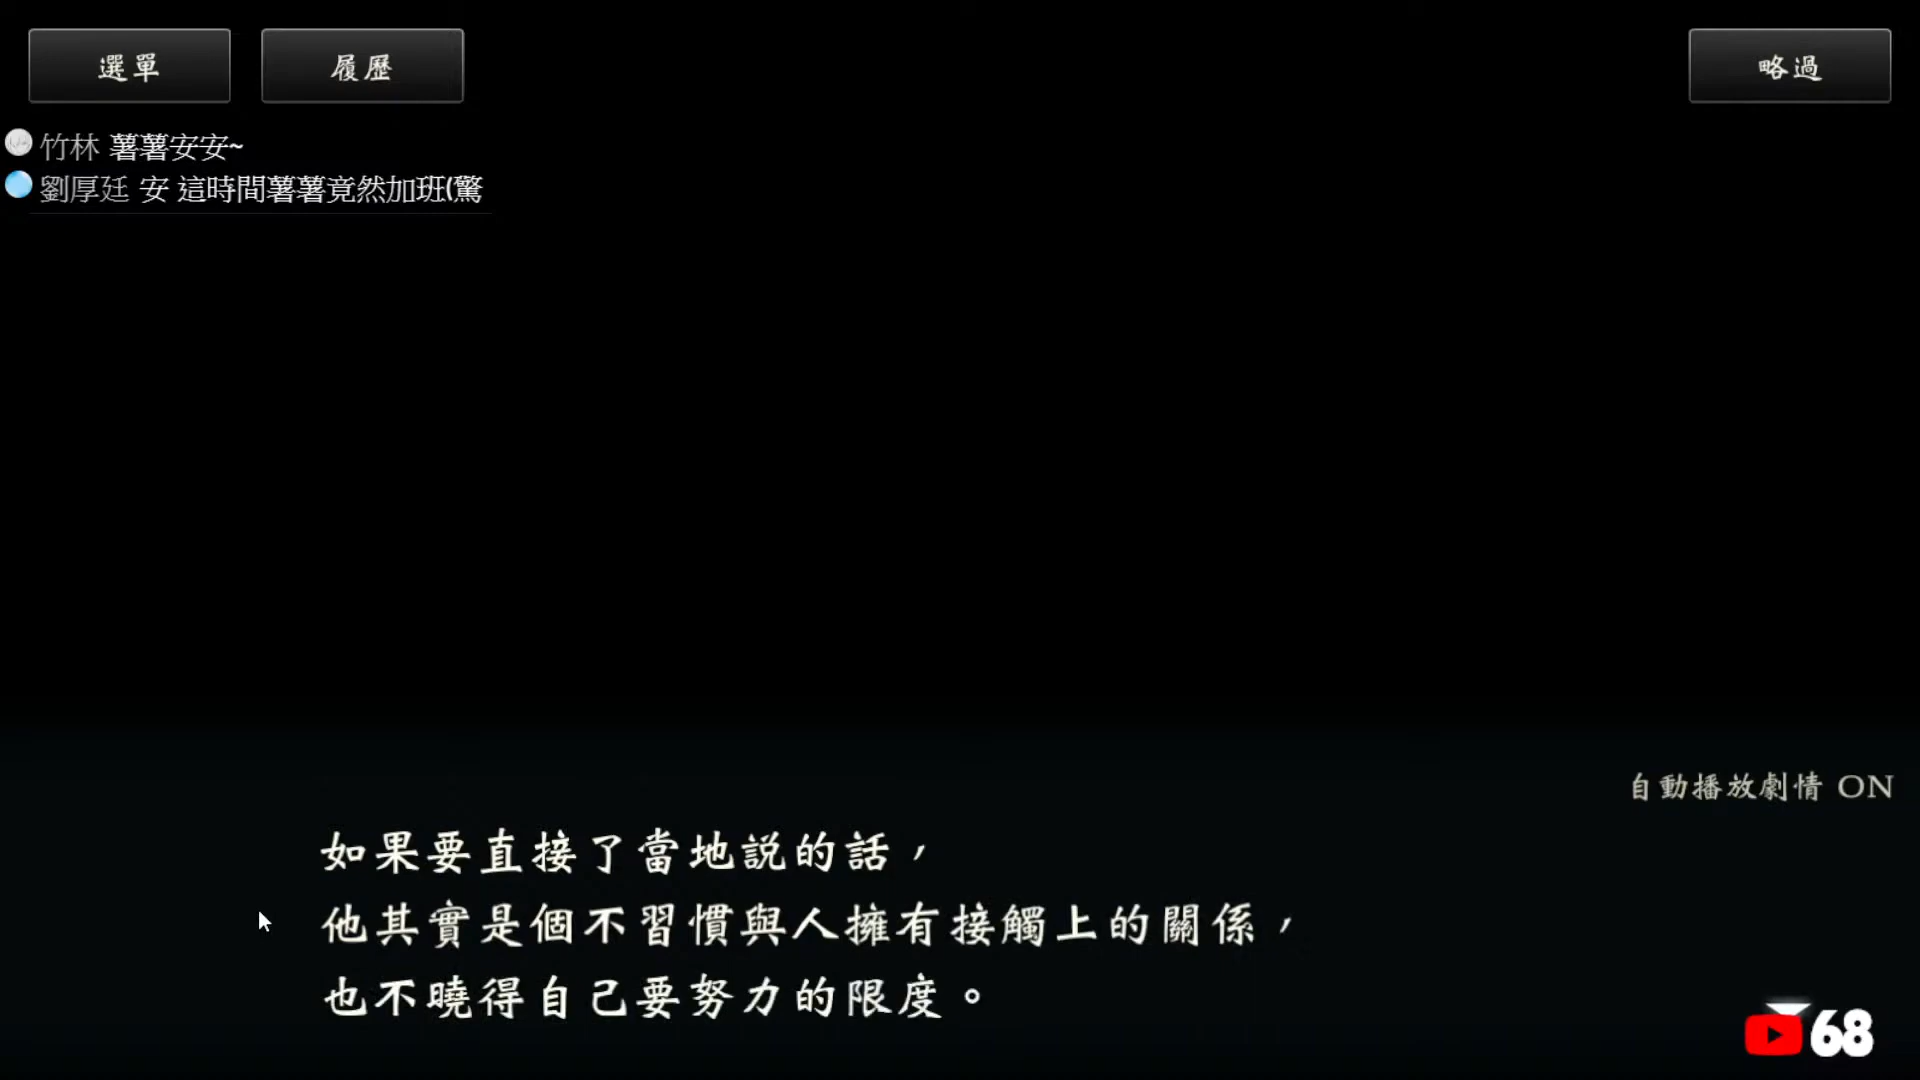 選單
履歷
略過
竹林 薯薯安安~
劉厚廷 安 這時間薯薯竟然加班(驚
自動播放劇情 ON
如果要直接了當地說的話，
他其實是個不習慣與人擁有接觸上的關係，
也不曉得自己要努力的限度。
68